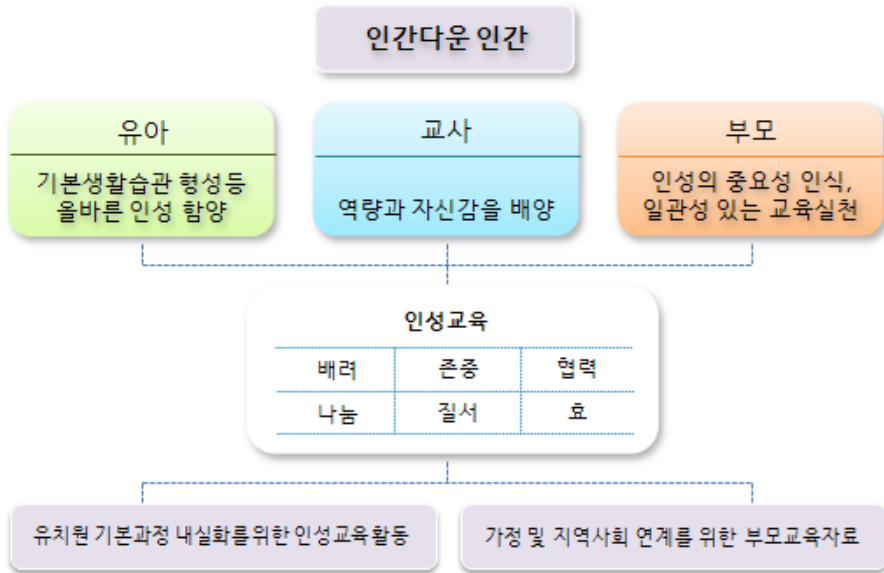 인간다운 인간
유아
기본생활습관 형성등
올바른 인성 함양
교사
역량과 자신감을 배양
부모
인성의 중요성 인식,
일관성 있는 교육실천
인성교육
배려 존중 협력
나눔 질서 효
유치원 기본과정 내실화를위한 인성교육 활동
가정 및 지역사회 연계를 위한 부모교육자료